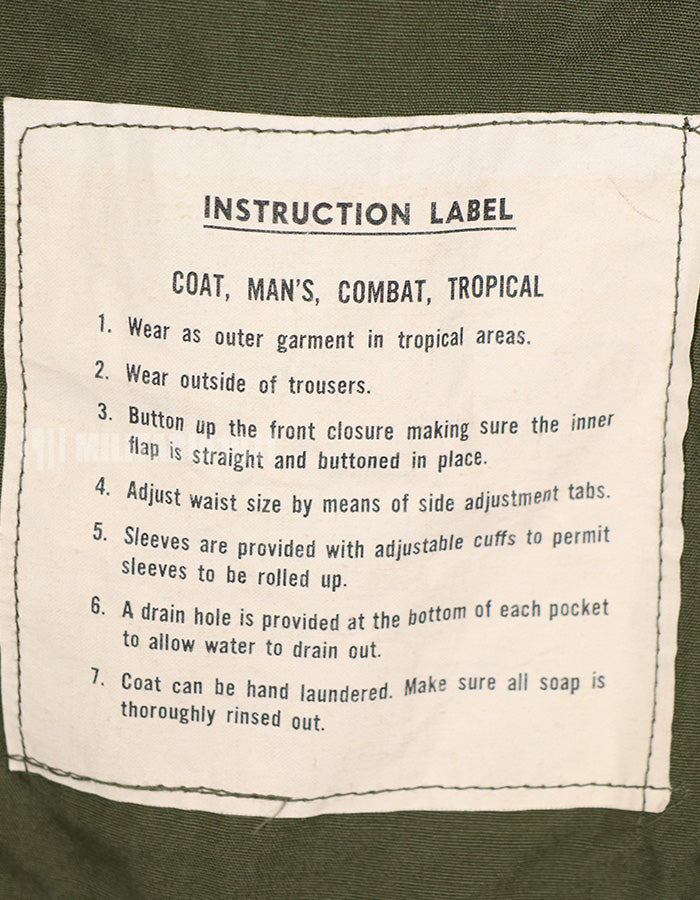 INSTRUCTION LABEL
COAT, MAN'S, COMBAT, TROPICAL
1. Wear as outer garment in tropical areas.
2. Wear outside of trousers.
3. Button up the front closure making sure the inner
flap is straight and buttoned in place.
4. Adjust waist size by means of side adjustment tabs.
5. Sleeves are provided with adjustable cuffs to permit
sleeves to be rolled up.
6. A drain hole is provided at the bottom of each pocket
to allow water to drain out.
7. Coat can be hand laundered. Make sure all soap is
thoroughly rinsed out.